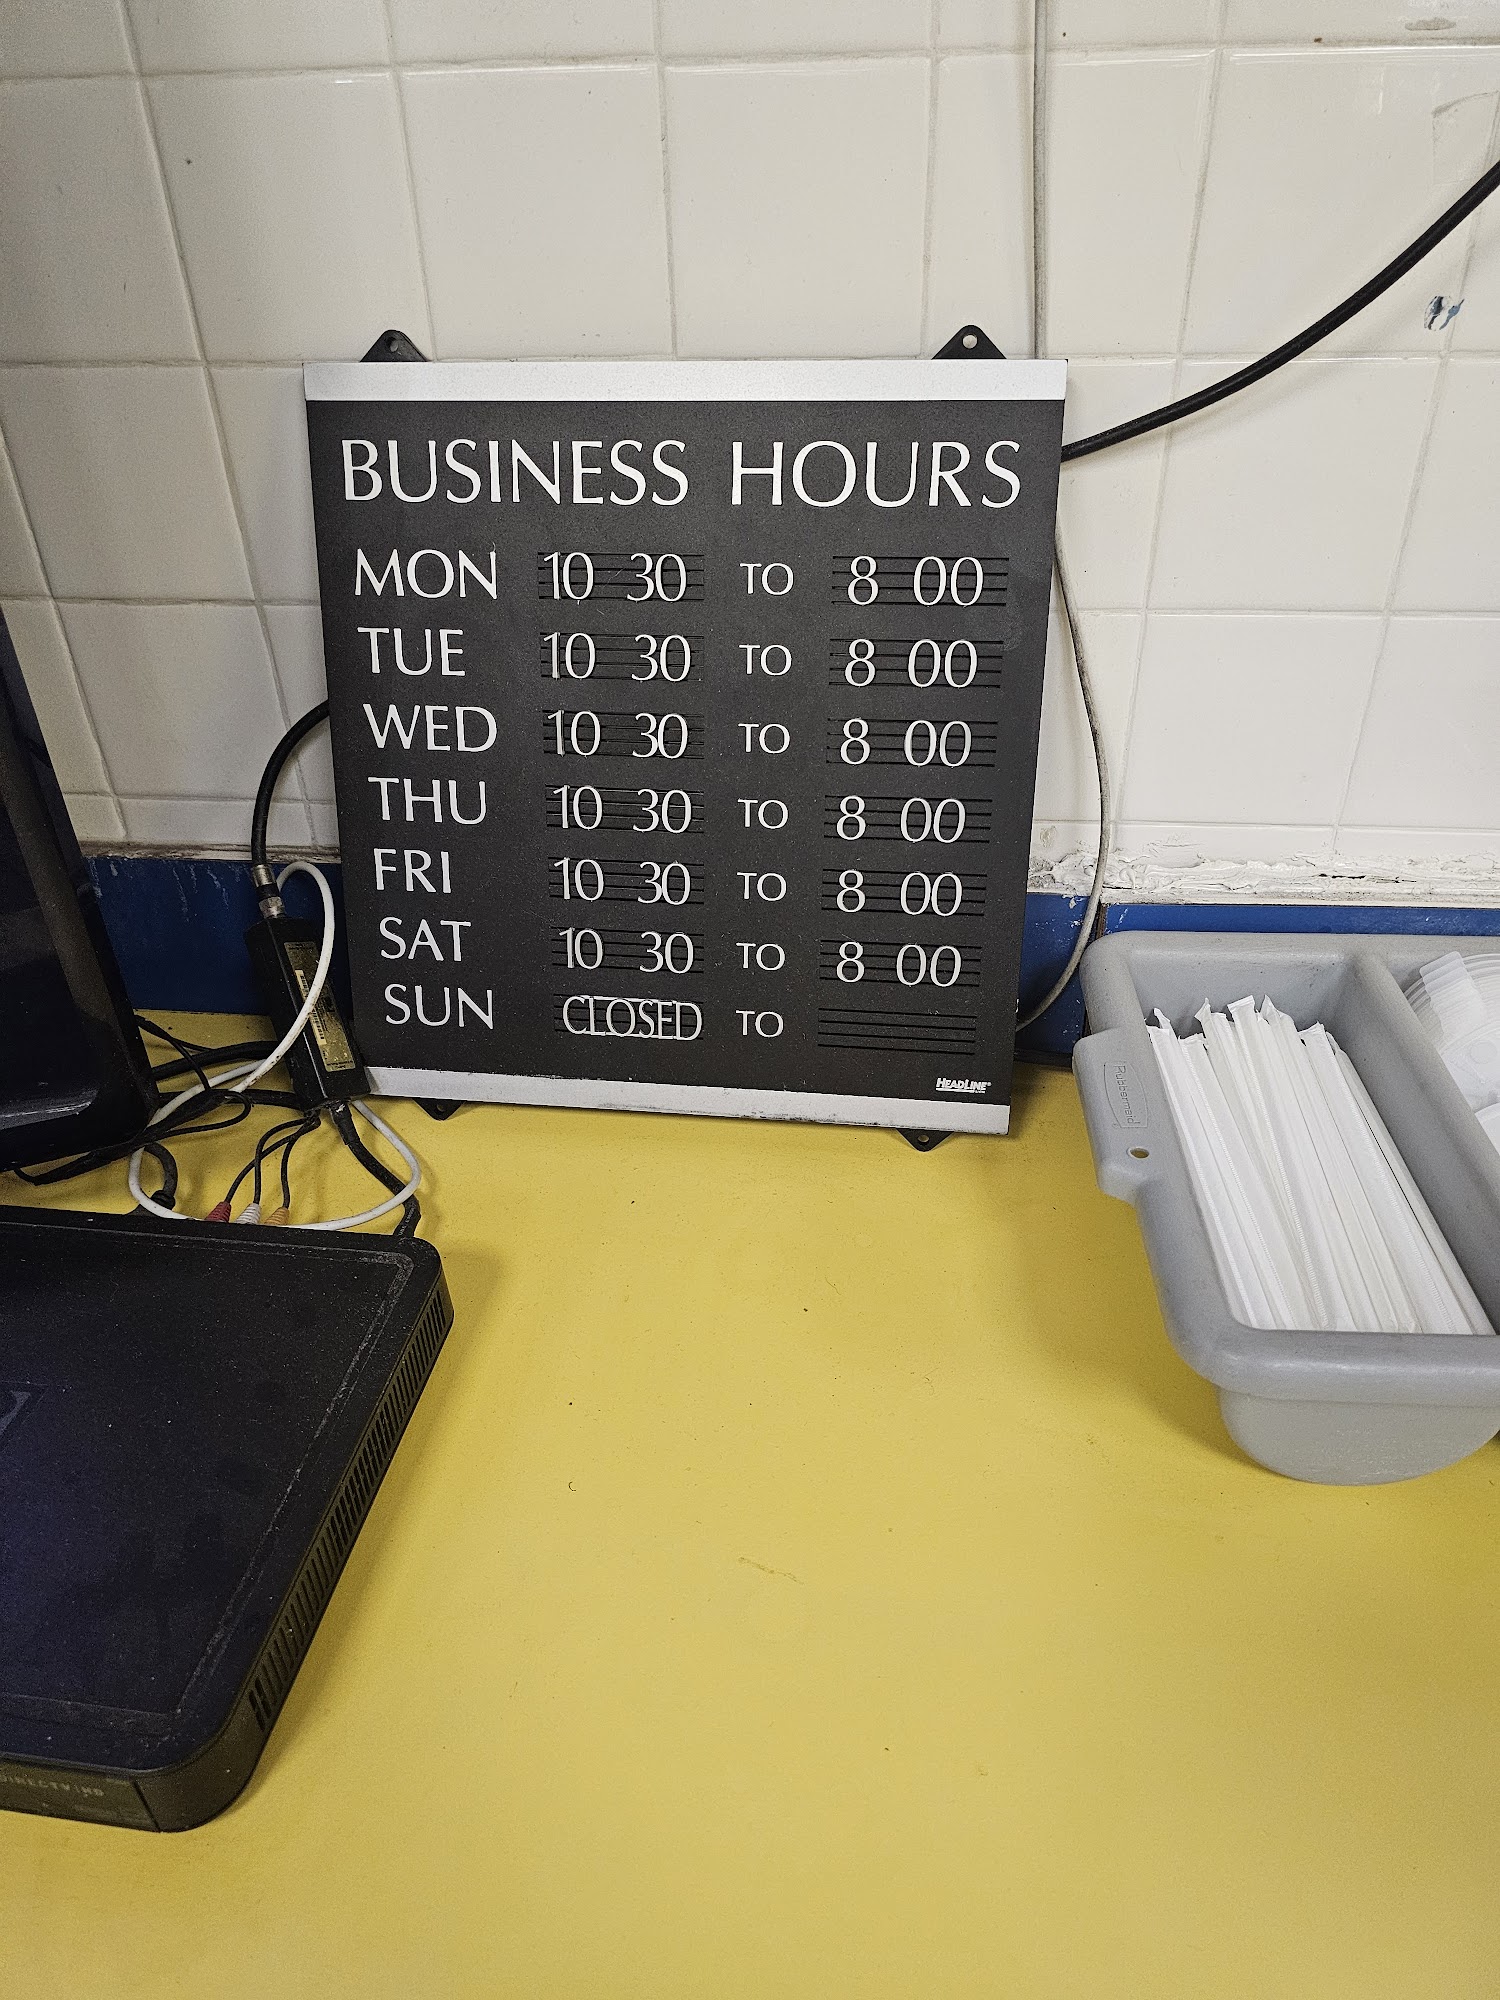 BUSINESS HOURS
MON 10 30 TO 8 00
TUE 10 30 TO 8 00
WED 10 30 TO 8 00
THU 10 30 TO 8 00
FRI 10 30 TO 8 00
SAT 10 30 TO 8 00
SUN CLOSED TO
HEADLINE®
Rubbermaid